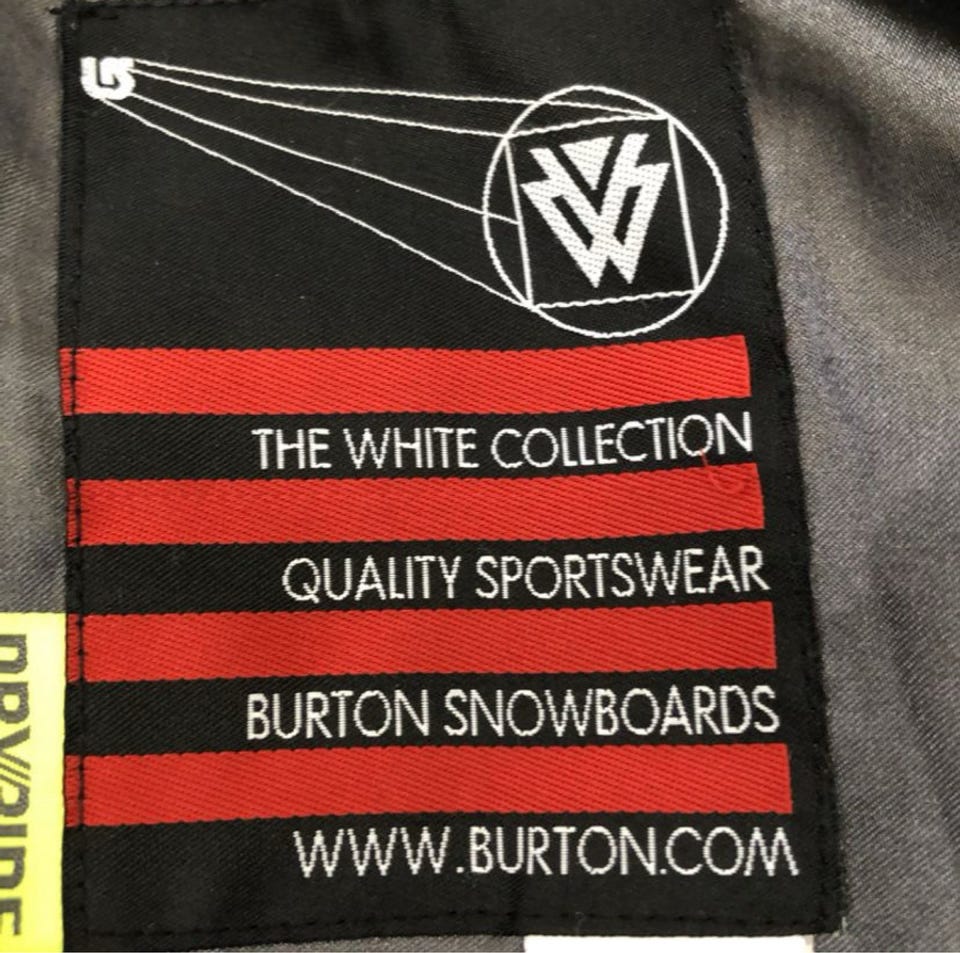 THE WHITE COLLECTION
QUALITY SPORTSWEAR
BURTON SNOWBOARDS
WWW.BURTON.COM